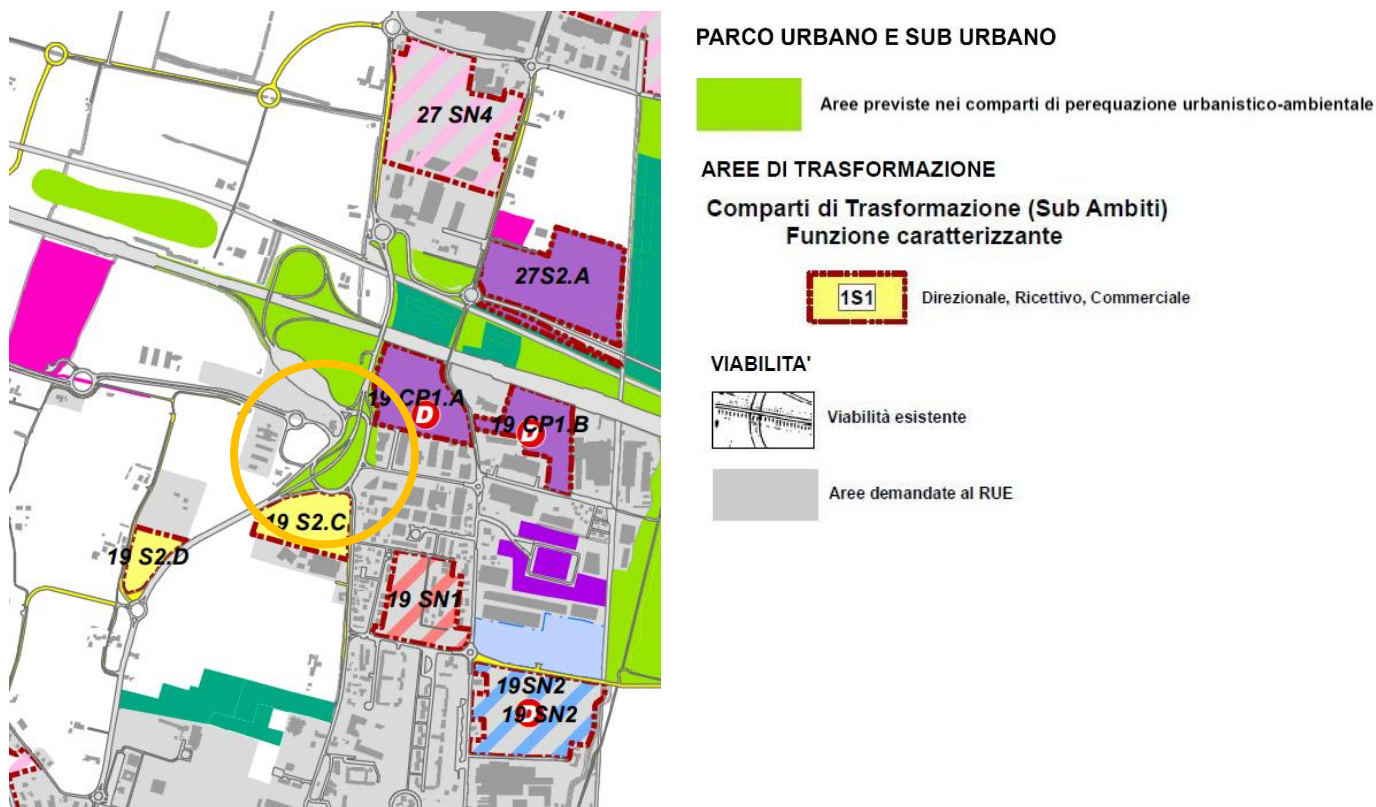 27 SN4
27S2.A
19 CP1.A
D
19 CP1.B
D
19 S2.C
19 S2.D
19 SN1
19SN2
19 SN2
D
PARCO URBANO E SUB URBANO
Aree previste nei comparti di perequazione urbanistico-ambientale
AREE DI TRASFORMAZIONE
Comparti di Trasformazione (Sub Ambiti)
Funzione caratterizzante
1S1
Direzionale, Ricettivo, Commerciale
VIABILITA'
Viabilità esistente
Aree demandate al RUE